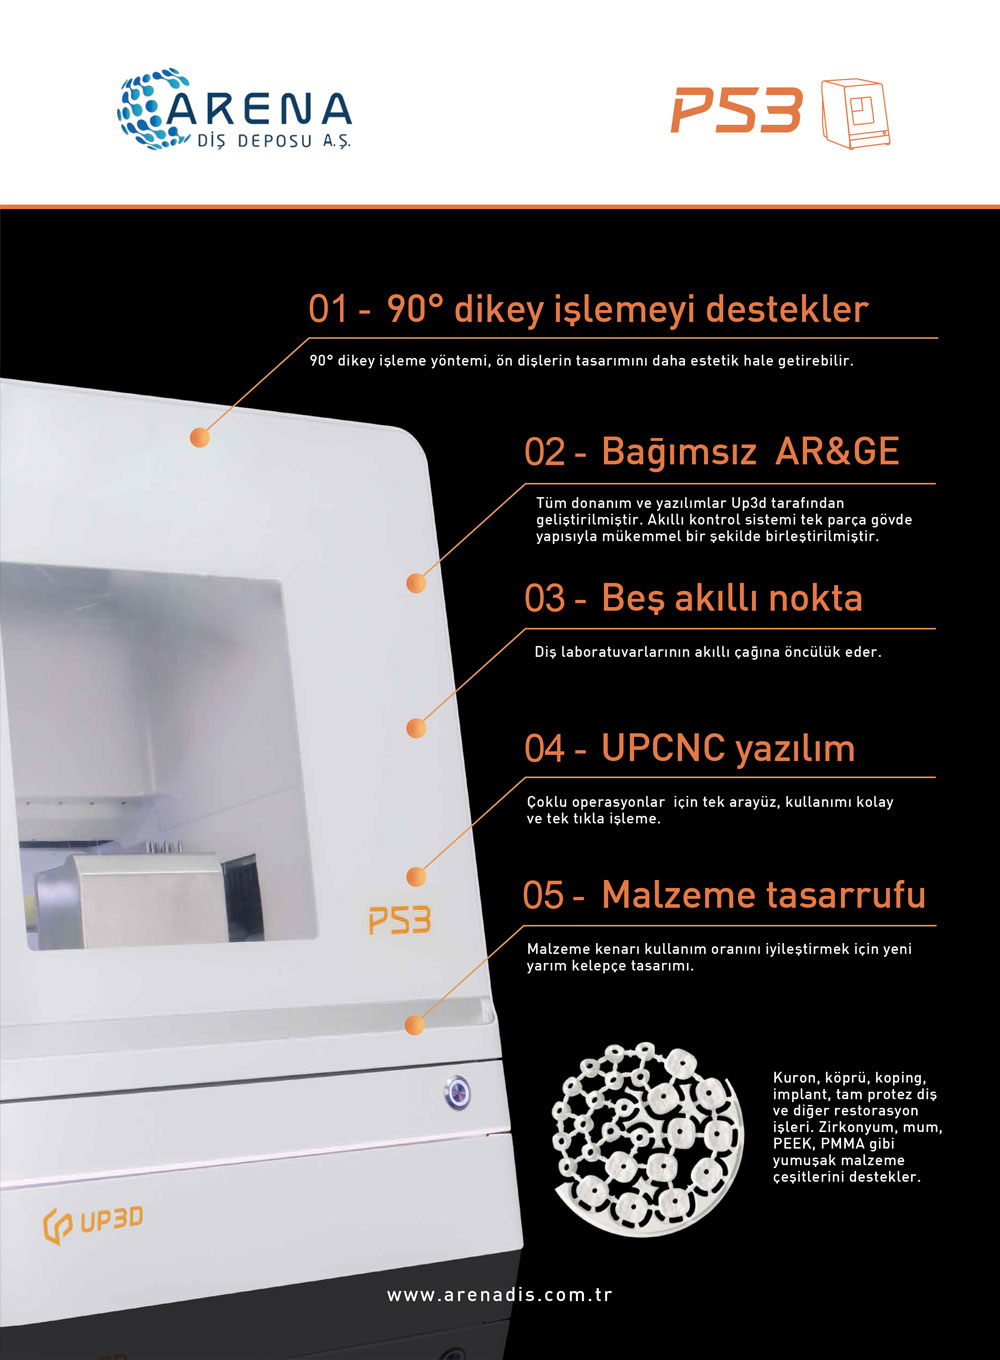 ARENA
DİŞ DEPOSU A.Ş.
P53
01 - 90° dikey işlemeyi destekler
90° dikey işleme yöntemi, ön dişlerin tasarımını daha estetik hale getirebilir.
02 - Bağımsız AR&GE
Tüm donanım ve yazılımlar Up3d tarafından
geliştirilmiştir. Akıllı kontrol sistemi tek parça gövde
yapısıyla mükemmel bir şekilde birleştirilmiştir.
03 - Beş akıllı nokta
Diş laboratuvarlarının akıllı çağına öncülük eder.
04 - UPCNC yazılım
Çoklu operasyonlar için tek arayüz, kullanımı kolay
ve tek tıkla işleme.
05 - Malzeme tasarrufu
Malzeme kenarı kullanım oranını iyileştirmek için yeni
yarım kelepçe tasarımı.
P53
Kuron, köprü, koping,
implant, tam protez diş
ve diğer restorasyon
işleri. Zirkonyum, mum,
PEEK, PMMA gibi
yumuşak malzeme
çeşitlerini destekler.
UP3D
www.arenadis.com.tr